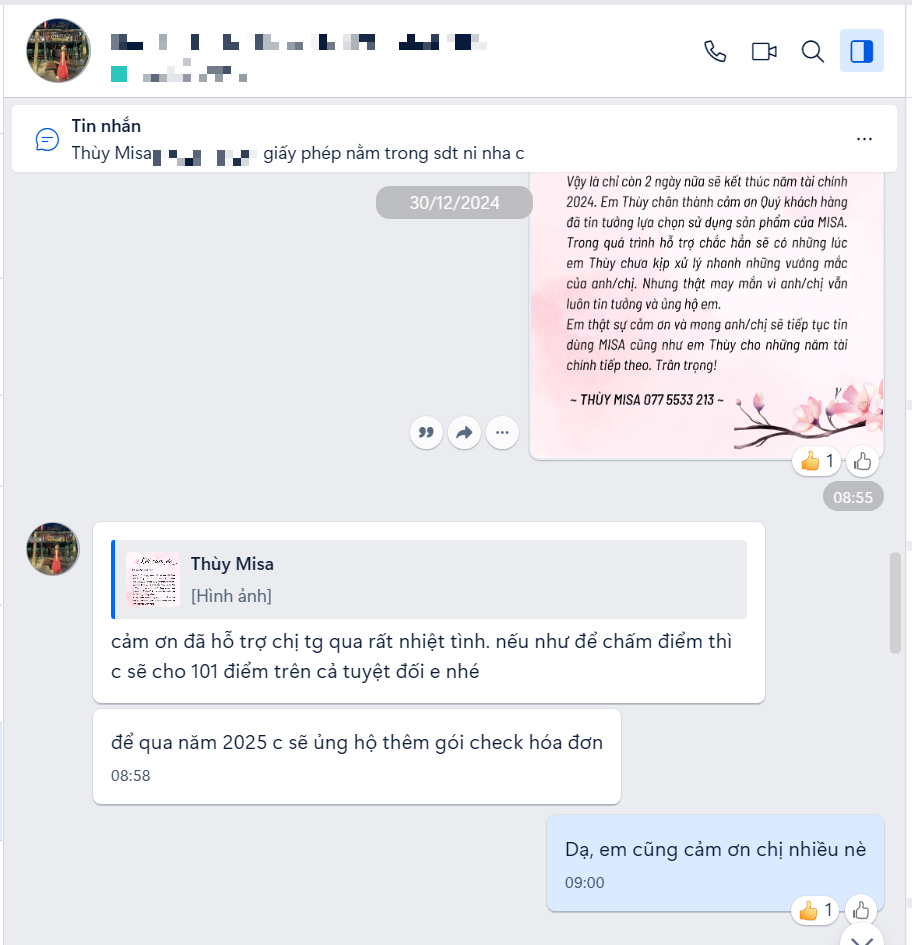 Tin nhắn
Thùy Misa giấy phép nằm trong sdt ni nha c
30/12/2024
Vậy là chỉ còn 2 ngày nữa sẽ kết thúc năm tài chính
2024. Em Thùy chân thành cảm ơn Quý khách hàng
đã tin tưởng lựa chọn sử dụng sản phẩm của MISA.
Trong quá trình hỗ trợ chắc hẳn sẽ có những lúc
em Thùy chưa kịp xử lý nhanh những vướng mắc
của anh/chị. Nhưng thật may mắn vì anh/chị vẫn
luôn tin tưởng và ủng hộ em.
Em thật sự cảm ơn và mong anh/chị sẽ tiếp tục tin
dùng MISA cũng như em Thùy cho những năm tài
chính tiếp theo. Trân trọng!
~ THÙY MISA 077 5533 213 ~
1
08:55
Thùy Misa
[Hình ảnh]
cảm ơn đã hỗ trợ chị tg qua rất nhiệt tình. nếu như để chấm điểm thì
c sẽ cho 101 điểm trên cả tuyệt đối e nhé
để qua năm 2025 c sẽ ủng hộ thêm gói check hóa đơn
08:58
Dạ, em cũng cảm ơn chị nhiều nè
09:00
1